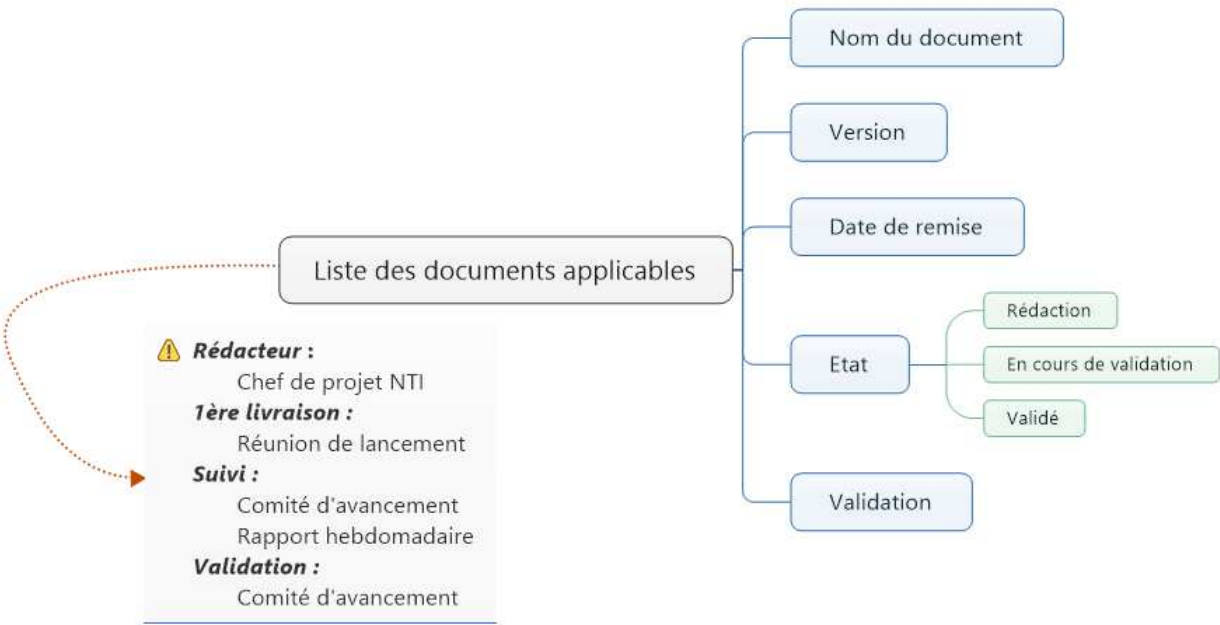 Nom du document
Version
Date de remise
Liste des documents applicables
Rédaction
Etat
En cours de validation
Validé
Validation
Rédacteur :
Chef de projet NTI
1ère livraison :
Réunion de lancement
Suivi :
Comité d'avancement
Rapport hebdomadaire
Validation :
Comité d'avancement